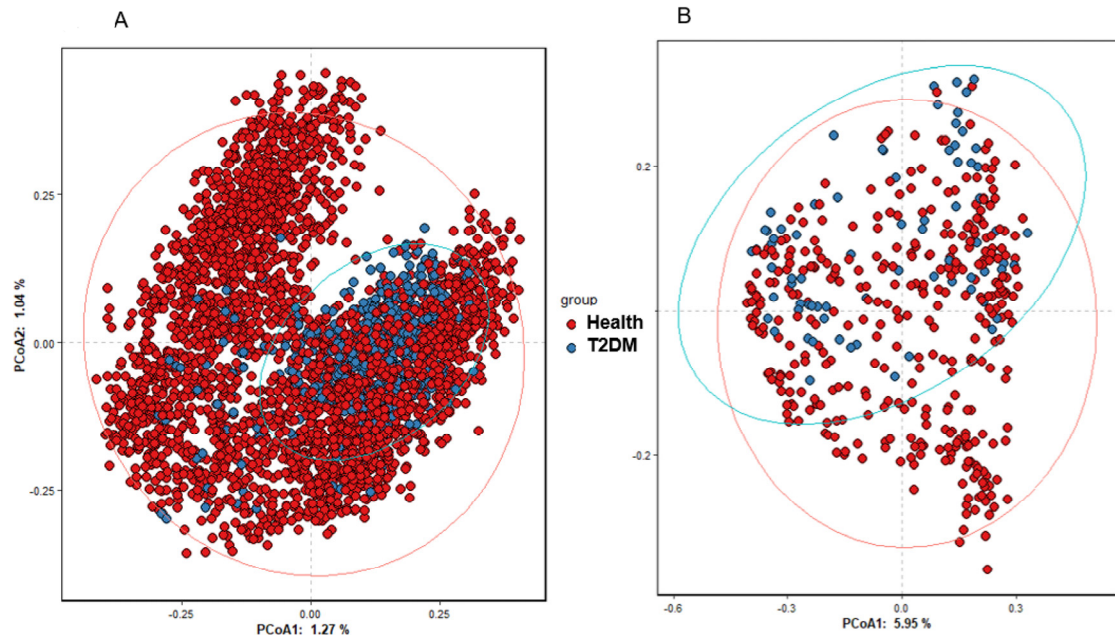 A
B
0.25
0.00
-0.25
PCoA2: 1.04 %
-0.25
0.00
0.25
PCoA1: 1.27 %
group
Health
T2DM
0.2
-0.2
-0.6
-0.3
0.0
0.3
PCoA1: 5.95 %